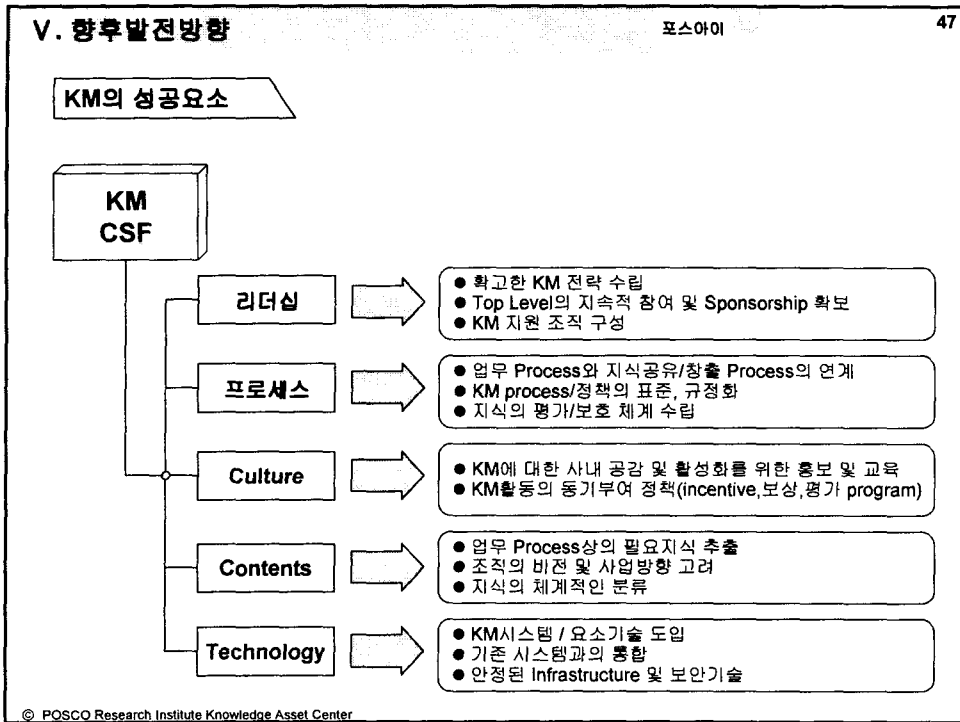 V. 향후발전방향
포스아이
47
KM의 성공요소
KM
CSF
리더십
● 확고한 KM 전략 수립
● Top Level의 지속적 참여 및 Sponsorship 확보
● KM 지원 조직 구성
프로세스
● 업무 Process와 지식공유/창출 Process의 연계
● KM process/정책의 표준, 규정화
● 지식의 평가/보호 체계 수립
Culture
● KM에 대한 사내 공감 및 활성화를 위한 홍보 및 교육
● KM활동의 동기부여 정책(incentive,보상,평가 program)
Contents
● 업무 Process상의 필요지식 추출
● 조직의 비전 및 사업방향 고려
● 지식의 체계적인 분류
Technology
● KM시스템 / 요소기술 도입
● 기존 시스템과의 통합
● 안정된 Infrastructure 및 보안기술
© POSCO Research Institute Knowledge Asset Center